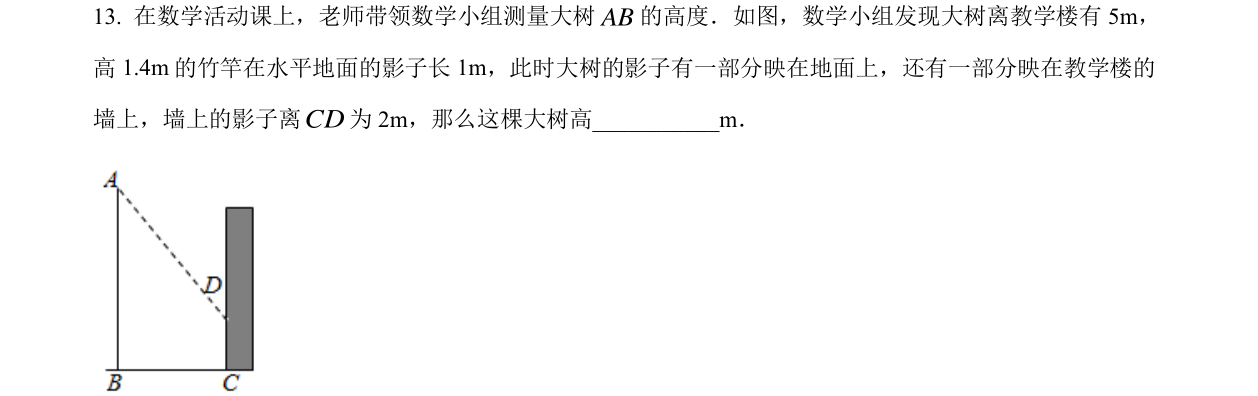 13. 在数学活动课上，老师带领数学小组测量大树 AB 的高度．如图，数学小组发现大树离教学楼有 5m，
高 1.4m 的竹竿在水平地面的影子长 1m，此时大树的影子有一部分映在地面上，还有一部分映在教学楼的
墙上，墙上的影子离 CD 为 2m，那么这棵大树高___________m．
A
D
B C